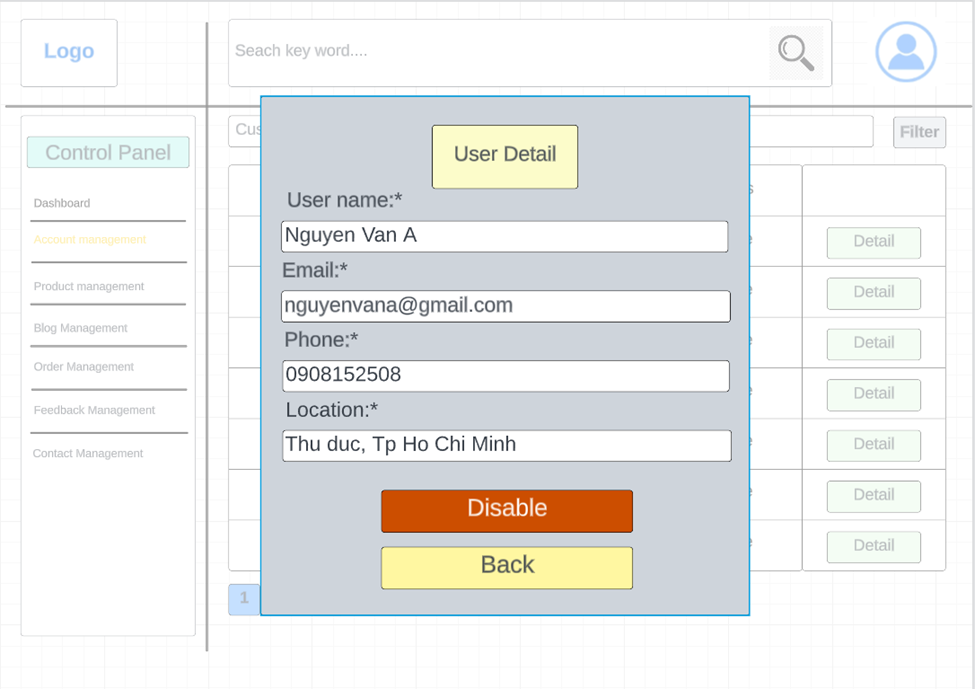 Logo
Seach key word....
Control Panel
Dashboard
Account management
Product management
Blog Management
Order Management
Feedback Management
Contact Management
Filter
User Detail
User name:*
Nguyen Van A
Email:*
nguyenvana@gmail.com
Phone:*
0908152508
Location:*
Thu duc, Tp Ho Chi Minh
Disable
Back
Detail
Detail
Detail
Detail
Detail
Detail
Detail
1